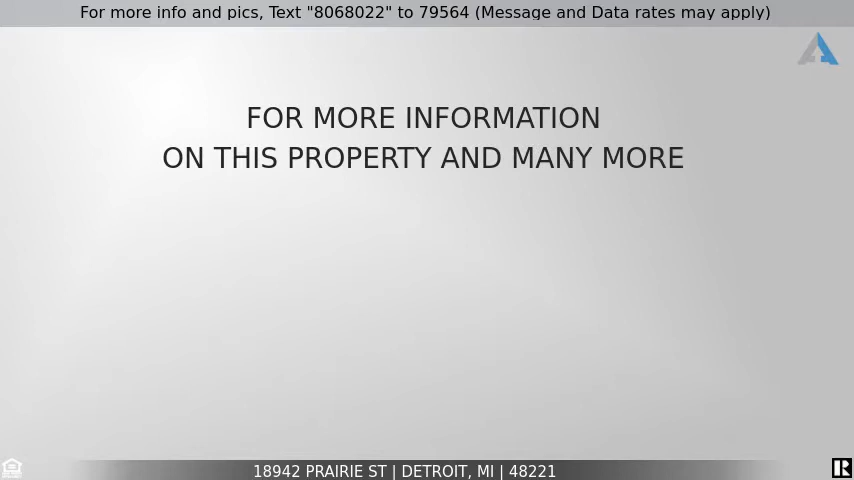 For more info and pics, Text "8068022" to 79564 (Message and Data rates may apply)
FOR MORE INFORMATION
ON THIS PROPERTY AND MANY MORE
18942 PRAIRIE ST | DETROIT, MI | 48221